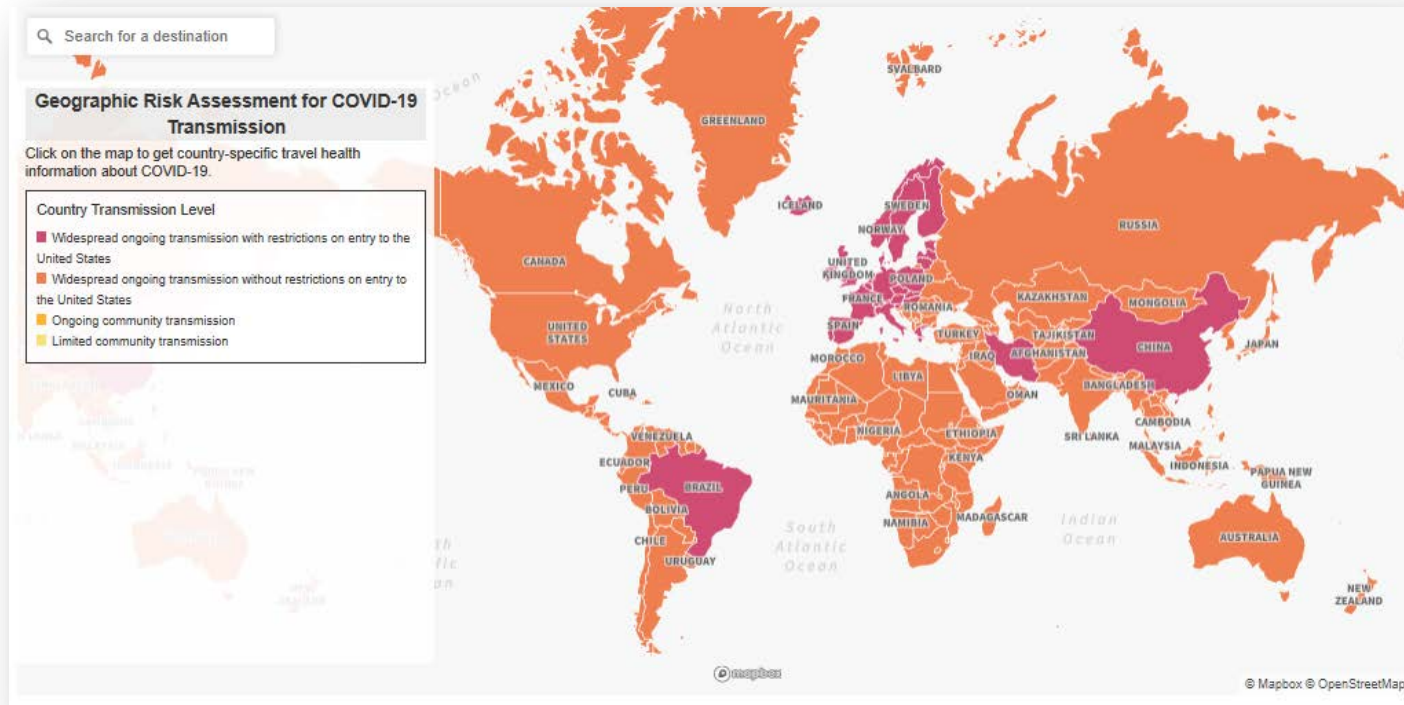 Search for a destination
Geographic Risk Assessment for COVID-19
Transmission
Click on the map to get country-specific travel health
information about COVID-19.
Country Transmission Level
Widespread ongoing transmission with restrictions on entry to the
United States
Widespread ongoing transmission without restrictions on entry to
the United States
Ongoing community transmission
Limited community transmission
Ocean
SVALBARD
GREENLAND
ICELAND
SWEDEN
NORWAY
RUSSIA
CANADA
UNITED
KINGDOM
POLAND
FRANCE
ROMANIA
KAZAKHSTAN
MONGOLIA
North
Atlantic
Ocean
UNITED
STATES
SPAIN
TURKEY
TAJIKISTAN
CHINA
JAPAN
MOROCCO
IRAQ
AFGHANISTAN
LIBYA
MEXICO
CUBA
MAURITANIA
OMAN
BANGLADESH
NIGERIA
ETHIOPIA
SRI LANKA
CAMBODIA
VENEZUELA
MALAYSIA
ECUADOR
KENYA
INDONESIA
PAPUA NEW
GUINEA
PERU
BRAZIL
ANGOLA
BOLIVIA
NAMIBIA
MADAGASCAR
South
Atlantic
Ocean
Indian
Ocean
CHILE
URUGUAY
AUSTRALIA
NEW
ZEALAND
mapbox
© Mapbox © OpenStreetMap